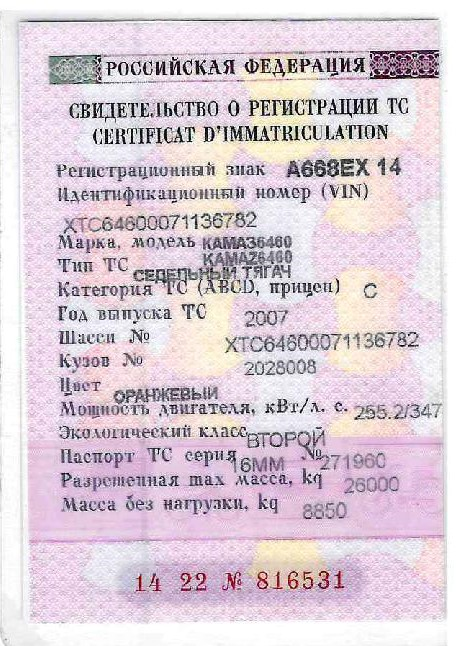 РОССИЙСКАЯ ФЕДЕРАЦИЯ
СВИДЕТЕЛЬСТВО О РЕГИСТРАЦИИ ТС
CERTIFICAT D'IMMATRICULATION
Регистрационный знак А668ЕХ 14
Идентификационный номер (VIN)
XTC64600071136782
Марка, модель КАМАЗ6460
KAMAZ6460
Тип ТС СЕДЕЛЬНЫЙ ТЯГАЧ
Категория ТС (ABCD, прицеп) C
Год выпуска ТС 2007
Шасси № XTC64600071136782
Кузов № 2028008
Цвет ОРАНЖЕВЫЙ
Мощность двигателя, кВт/л. с. 255.2/347
Экологический класс ВТОРОЙ
Паспорт ТС серия 16ММ № 271960
Разрешенная max масса, kg 26000
Масса без нагрузки, kg 8850
14 22 № 816531